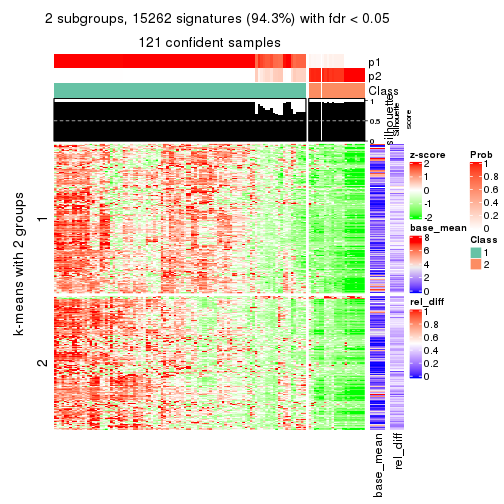 2 subgroups, 15262 signatures (94.3%) with fdr < 0.05
121 confident samples
p1
p2
Class
1
0.5
0
silhouette
Silhouette
score
k-means with 2 groups
1
2
z-score
2
1
0
-1
-2
base_mean
8
6
4
2
0
rel_diff
1
0.8
0.6
0.4
0.2
0
Prob
1
0.8
0.6
0.4
0.2
0
Class
1
2
base_mean
rel_diff